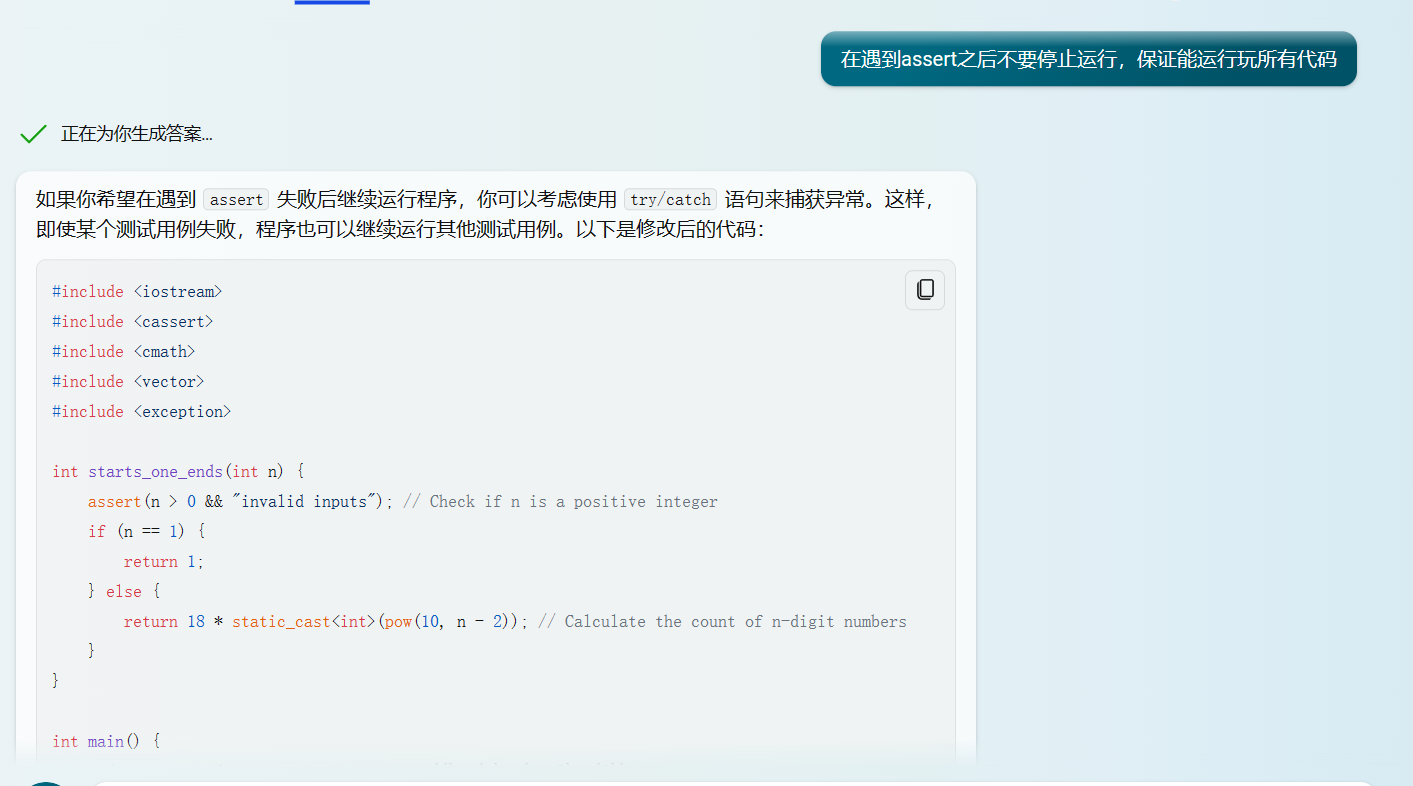 在遇到assert之后不要停止运行，保证能运行玩所有代码
正在为你生成答案...
如果你希望在遇到 assert 失败后继续运行程序，你可以考虑使用 try/catch 语句来捕获异常。这样，
即使某个测试用例失败，程序也可以继续运行其他测试用例。以下是修改后的代码：
#include <iostream>
#include <cassert>
#include <cmath>
#include <vector>
#include <exception>
int starts_one_ends(int n) {
    assert(n > 0 && "invalid inputs"); // Check if n is a positive integer
    if (n == 1) {
        return 1;
    } else {
        return 18 * static_cast<int>(pow(10, n - 2)); // Calculate the count of n-digit numbers
    }
}
int main() {